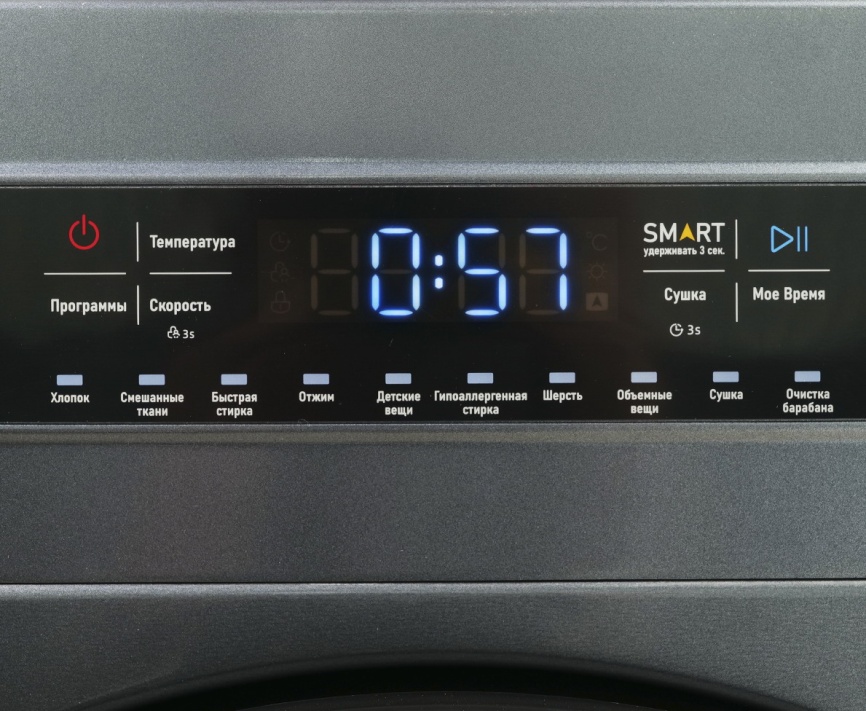 Температура
0:57
SMART
удерживать 3 сек.
Программы
Скорость
3s
Сушка
3s
Мое Время
Хлопок
Смешанные
ткани
Быстрая
стирка
Отжим
Детские
вещи
Гипоаллергенная
стирка
Шерсть
Объемные
вещи
Сушка
Очистка
барабана